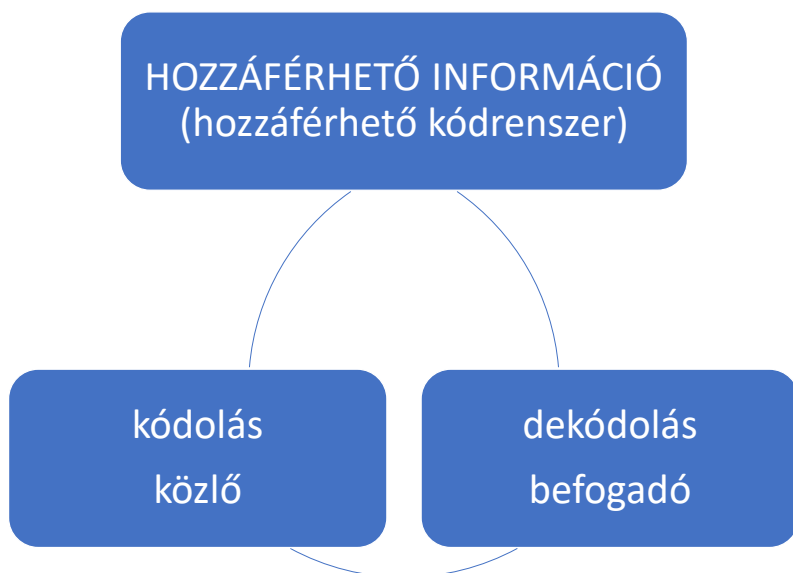 HOZZÁFÉRHETŐ INFORMÁCIÓ
(hozzáférhető kódrenszer)
kódolás
közlő
dekódolás
befogadó